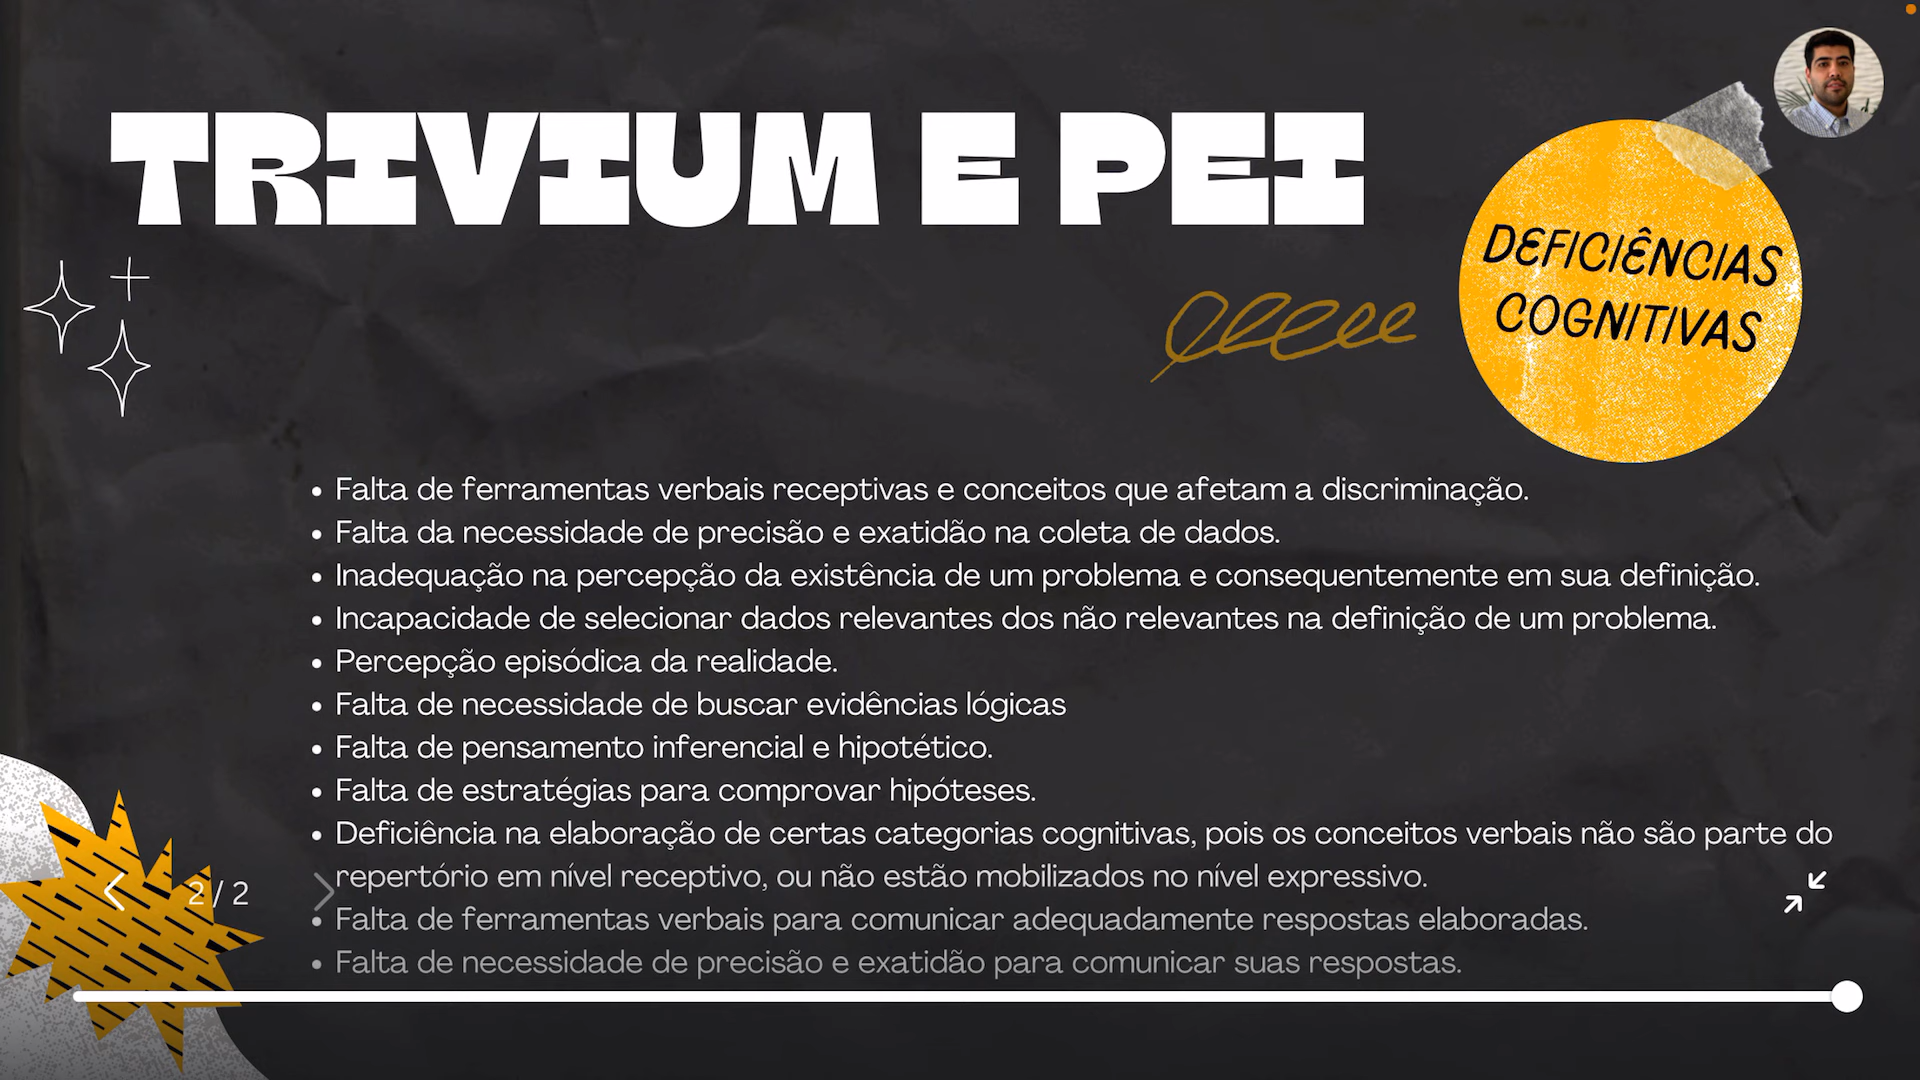 TRIVIUM E PEI
DEFICIÊNCIAS
COGNITIVAS
• Falta de ferramentas verbais receptivas e conceitos que afetam a discriminação.
• Falta da necessidade de precisão e exatidão na coleta de dados.
• Inadequação na percepção da existência de um problema e consequentemente em sua definição.
• Incapacidade de selecionar dados relevantes dos não relevantes na definição de um problema.
• Percepção episódica da realidade.
• Falta de necessidade de buscar evidências lógicas
• Falta de pensamento inferencial e hipotético.
• Falta de estratégias para comprovar hipóteses.
• Deficiência na elaboração de certas categorias cognitivas, pois os conceitos verbais não são parte do
repertório em nível receptivo, ou não estão mobilizados no nível expressivo.
• Falta de ferramentas verbais para comunicar adequadamente respostas elaboradas.
• Falta de necessidade de precisão e exatidão para comunicar suas respostas.
2 / 2